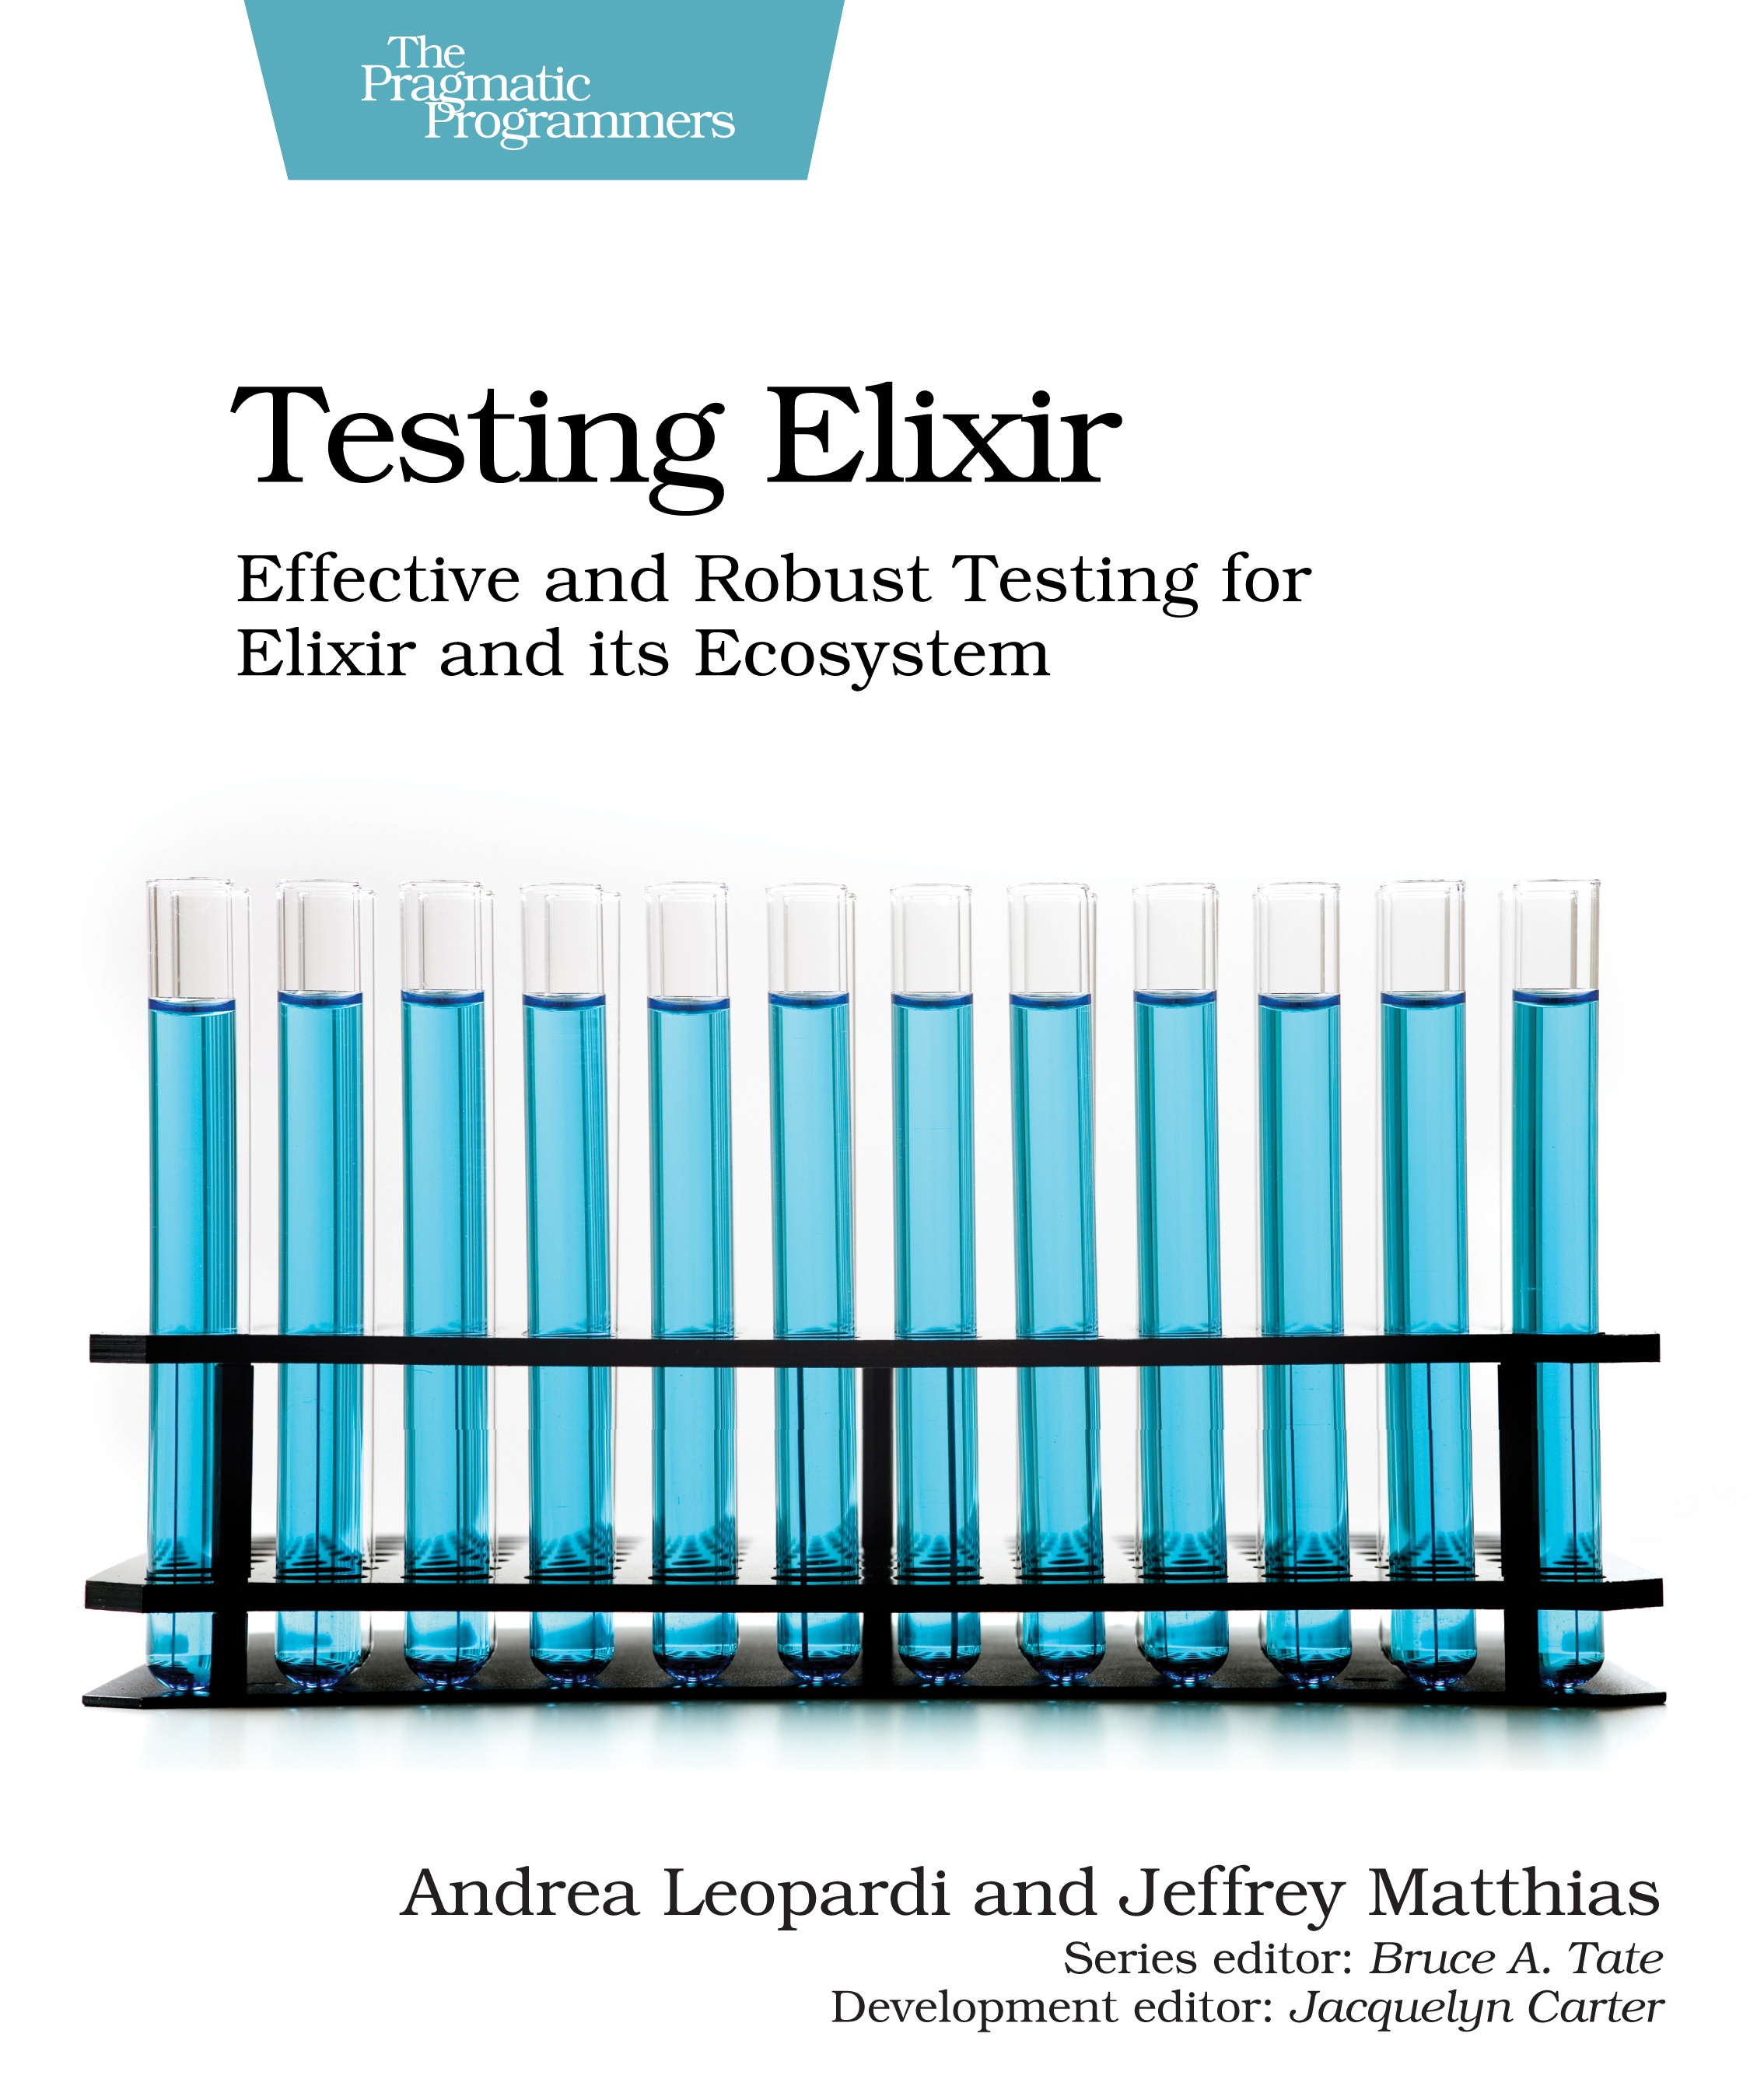 The
Pragmatic
Programmers
Testing Elixir
Effective and Robust Testing for
Elixir and its Ecosystem
Andrea Leopardi and Jeffrey Matthias
Series editor: Bruce A. Tate
Development editor: Jacquelyn Carter